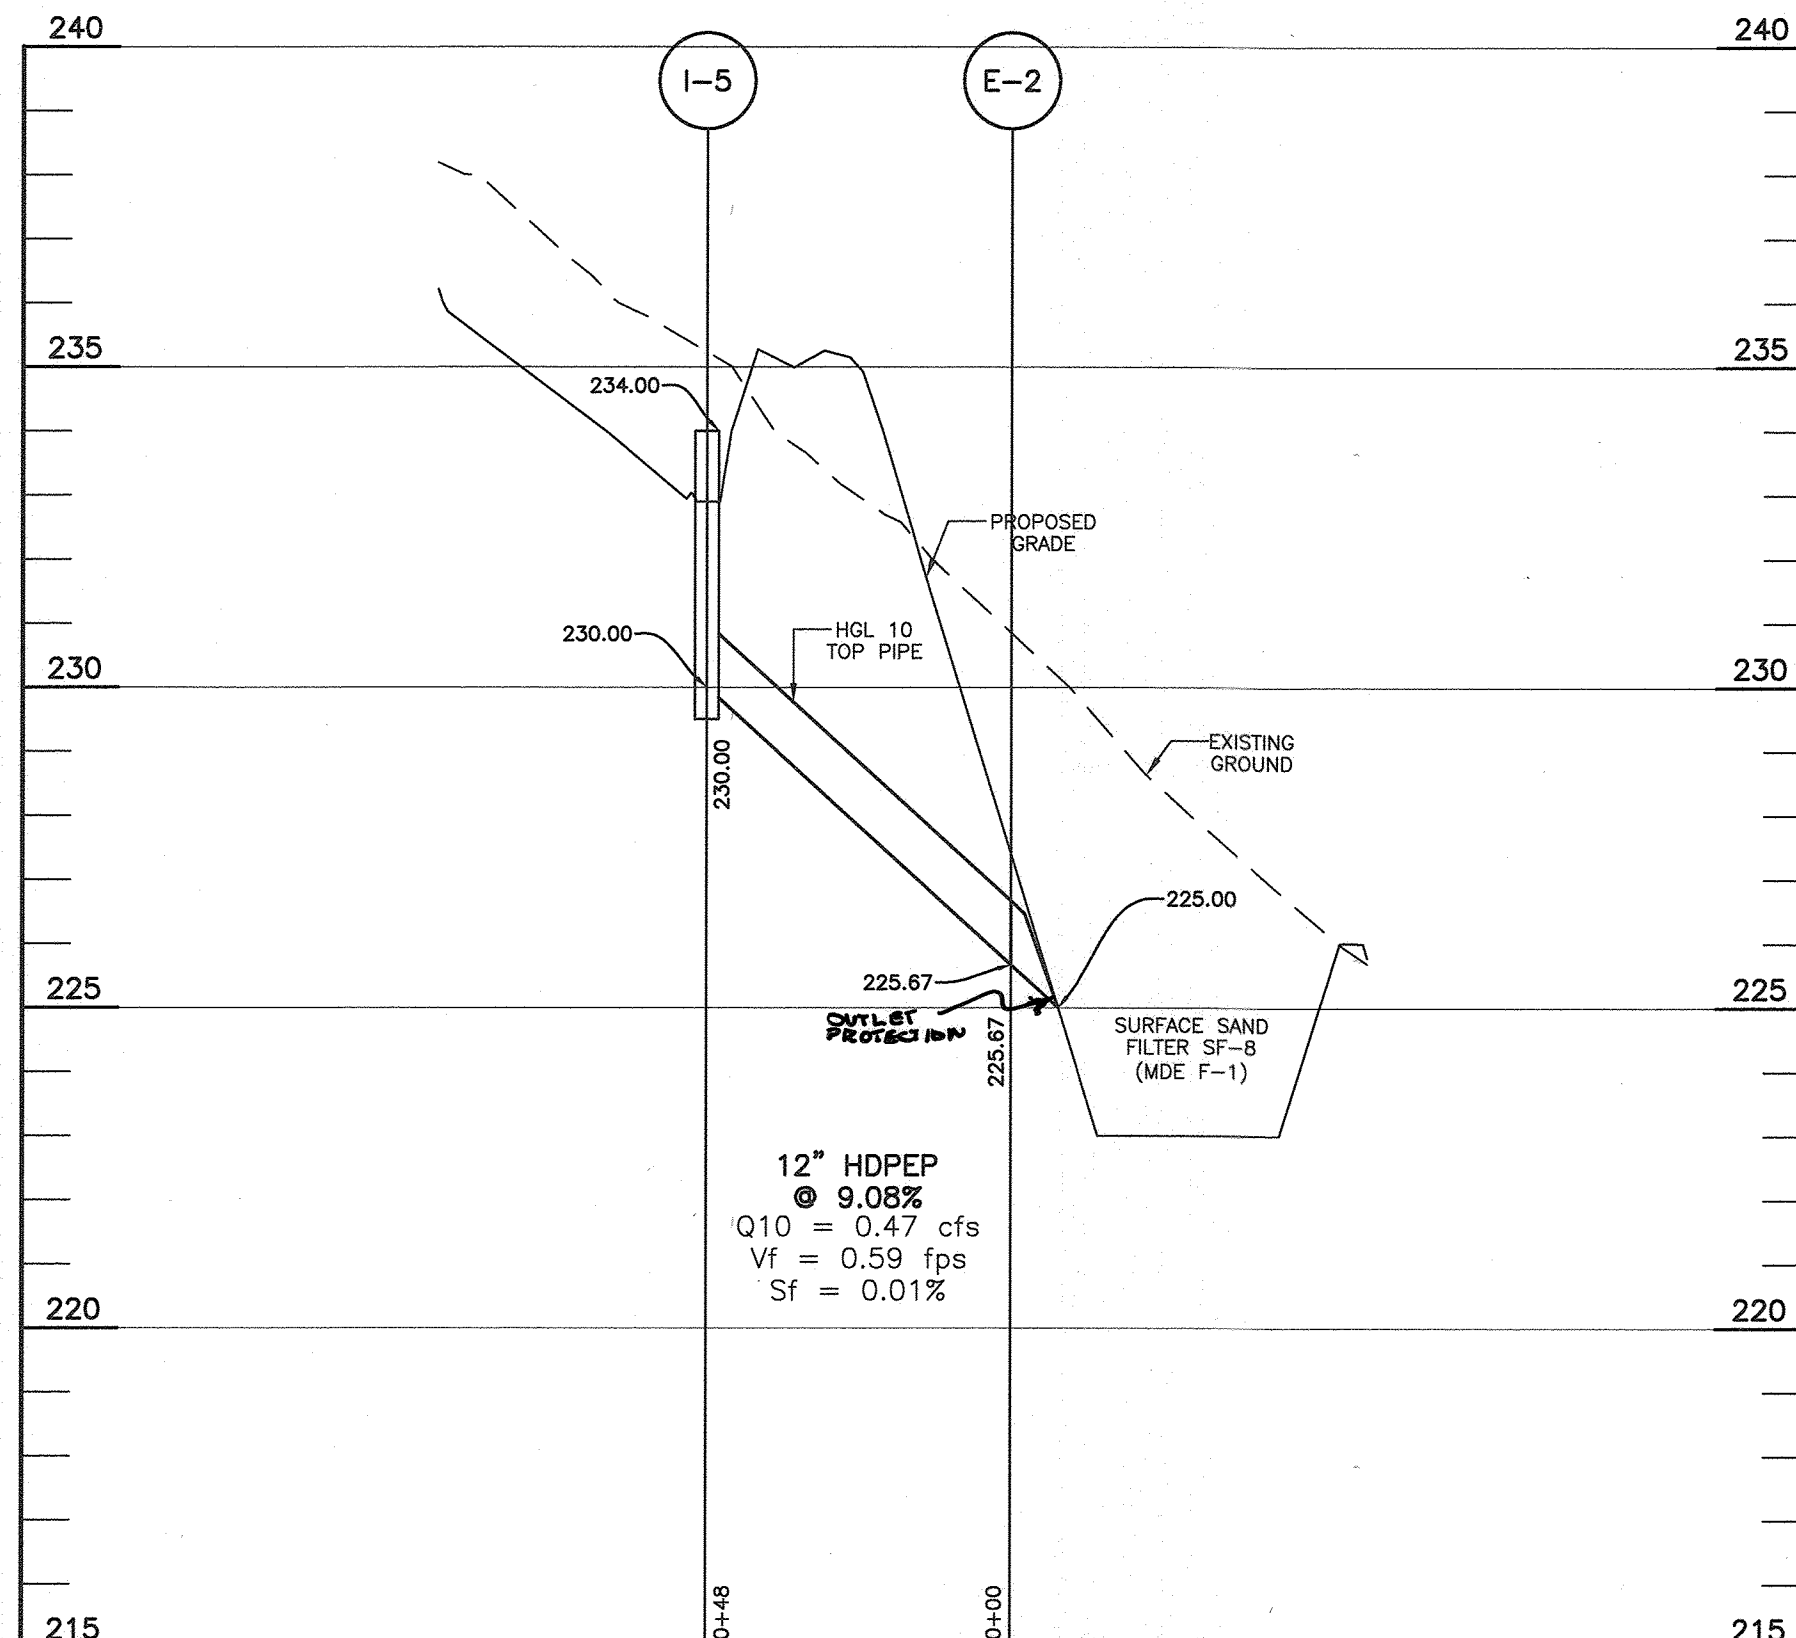 240
240
I-5
E-2
235
235
234.00
PROPOSED
GRADE
230.00
HGL 10
TOP PIPE
230
230
230.00
EXISTING
GROUND
225.00
225.67
225
225
OUTLET
PROTECTION
225.67
SURFACE SAND
FILTER SF-8
(MDE F-1)
12" HDPEP
@ 9.08%
Q10 = 0.47 cfs
Vf = 0.59 fps
Sf = 0.01%
220
220
0+48
0+00
215
215